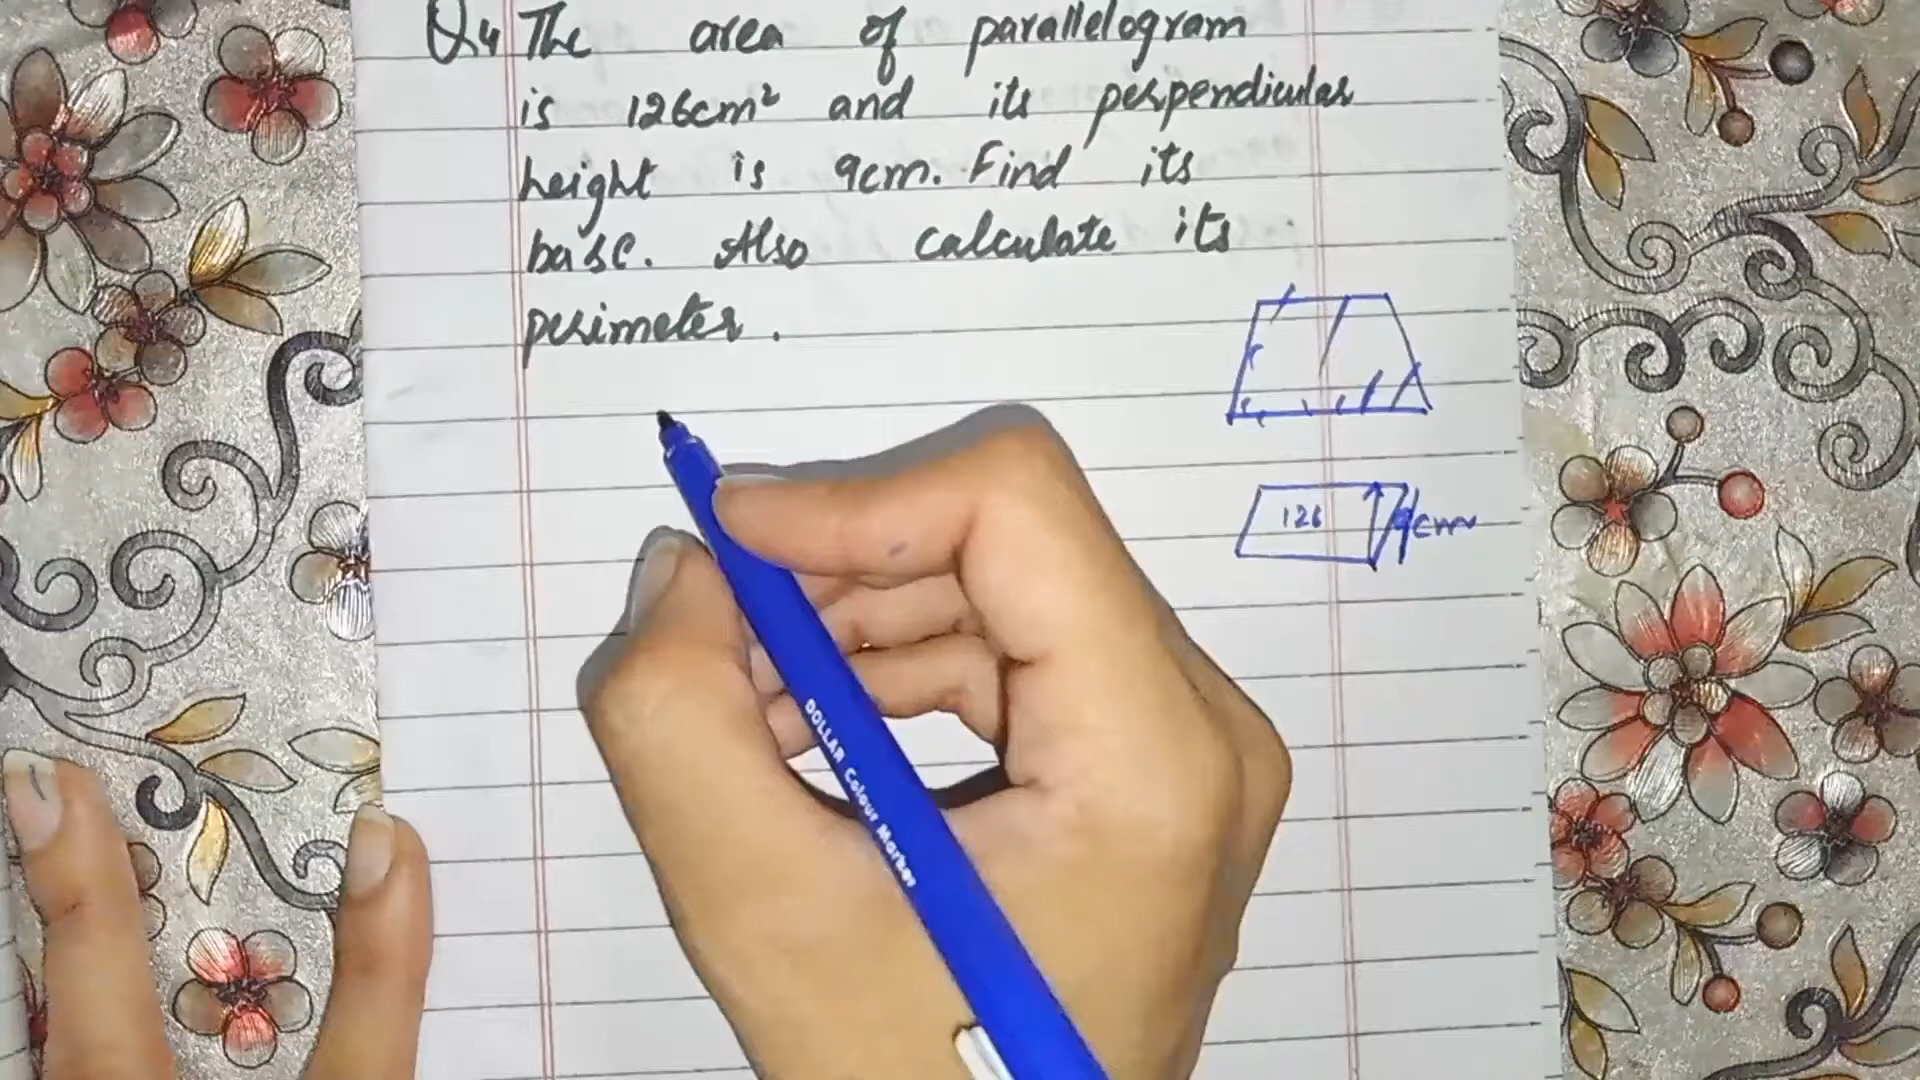 Q4 The area of parallelogram
is 126cm² and its perpendicular
height is 9cm. Find its
base. Also calculate its
perimeter.
126
9cm
DOLLAR Colour Marker